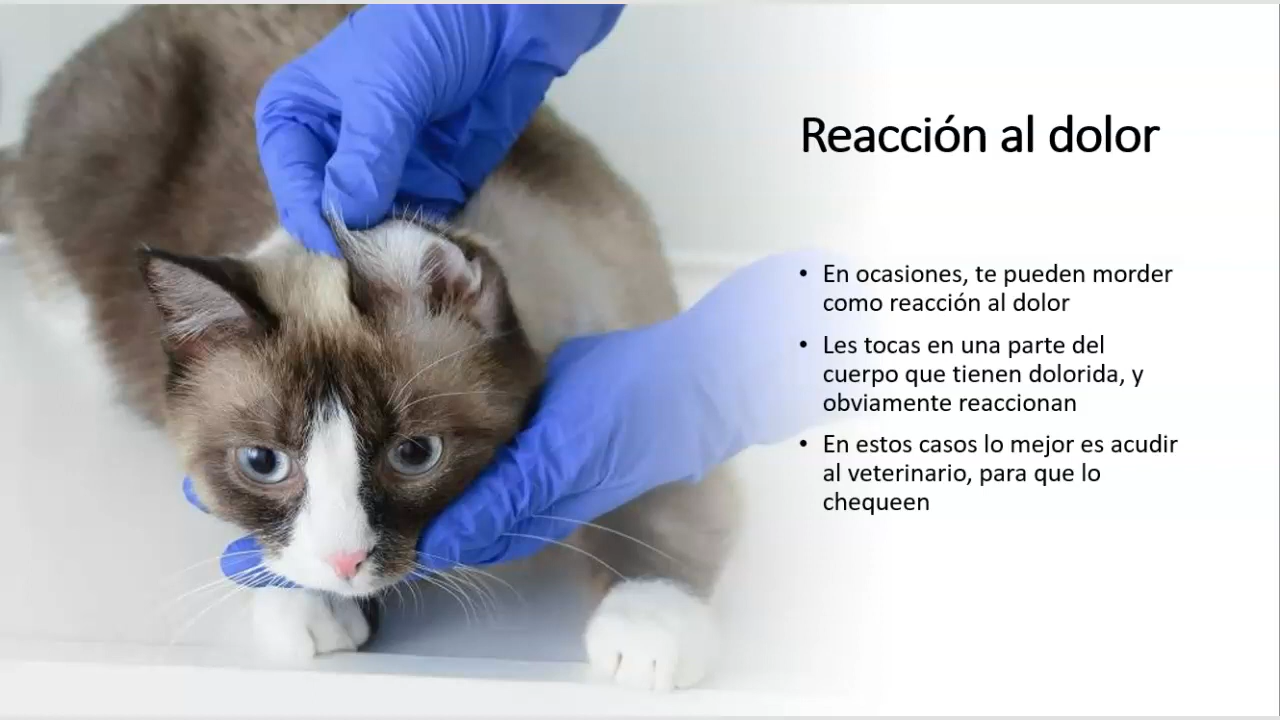 Reacción al dolor
• En ocasiones, te pueden morder
como reacción al dolor
• Les tocas en una parte del
cuerpo que tienen dolorida, y
obviamente reaccionan
• En estos casos lo mejor es acudir
al veterinario, para que lo
chequeen